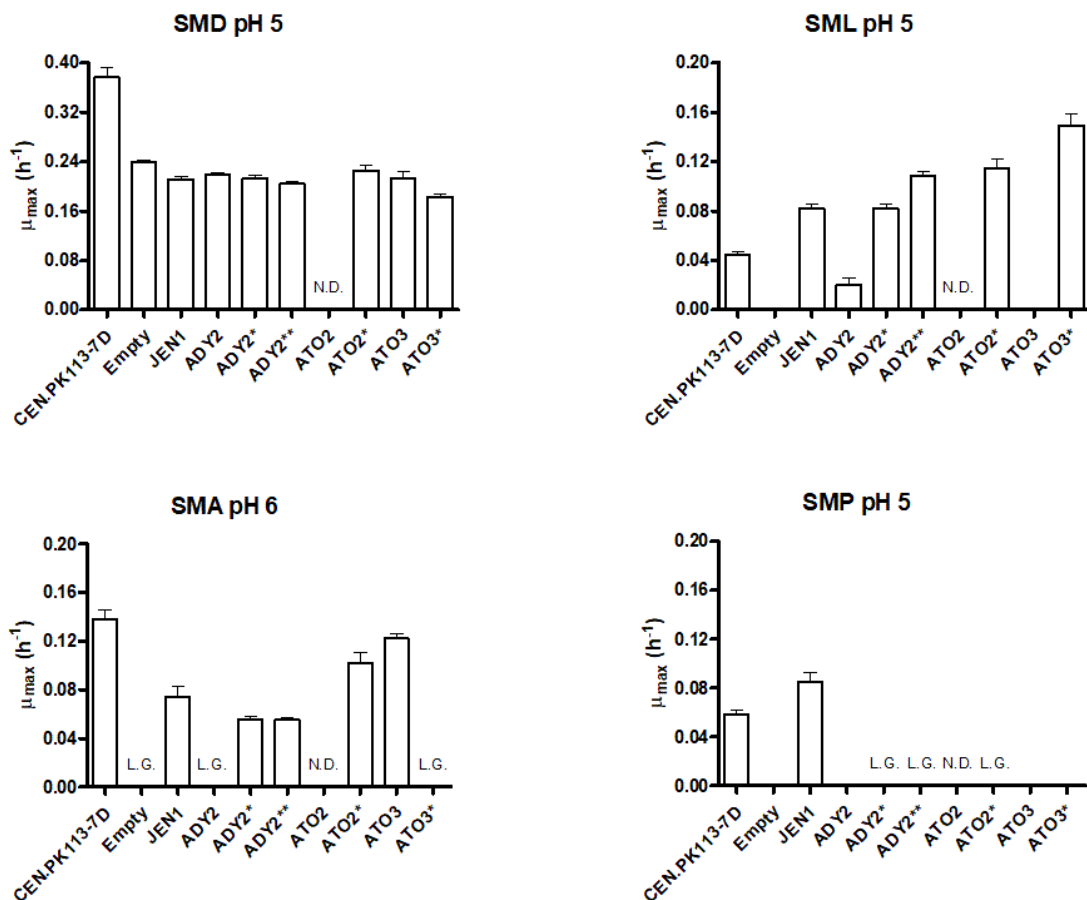 SMD pH 5
μmax (h-1)
0.40
0.32
0.24
0.16
0.08
0.00
N.D.
CEN.PK113-7D
Empty
JEN1
ADY2
ADY2*
ADY2**
ATO2
ATO2*
ATO3
ATO3*
SML pH 5
μmax (h-1)
0.20
0.16
0.12
0.08
0.04
0.00
N.D.
CEN.PK113-7D
Empty
JEN1
ADY2
ADY2*
ADY2**
ATO2
ATO2*
ATO3
ATO3*
SMA pH 6
μmax (h-1)
0.20
0.16
0.12
0.08
0.04
0.00
L.G. L.G. N.D. L.G.
CEN.PK113-7D
Empty
JEN1
ADY2
ADY2*
ADY2**
ATO2
ATO2*
ATO3
ATO3*
SMP pH 5
μmax (h-1)
0.20
0.16
0.12
0.08
0.04
0.00
L.G. L.G. N.D. L.G.
CEN.PK113-7D
Empty
JEN1
ADY2
ADY2*
ADY2**
ATO2
ATO2*
ATO3
ATO3*